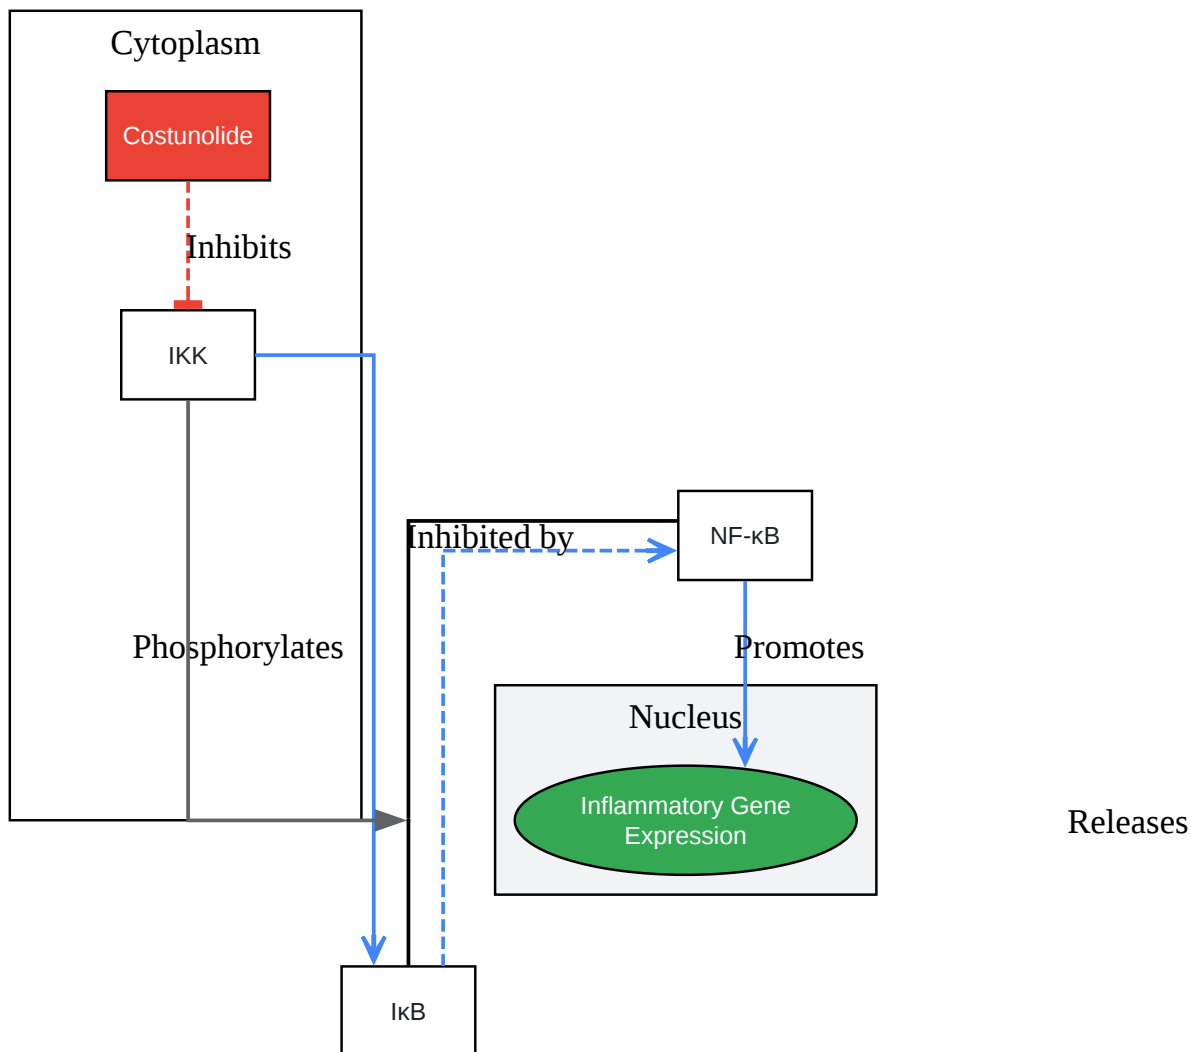 Cytoplasm
Costunolide
Inhibits
IKK
Inhibited by
NF-κB
Phosphorylates
Promotes
Nucleus
Inflammatory Gene
Expression
Releases
IκB